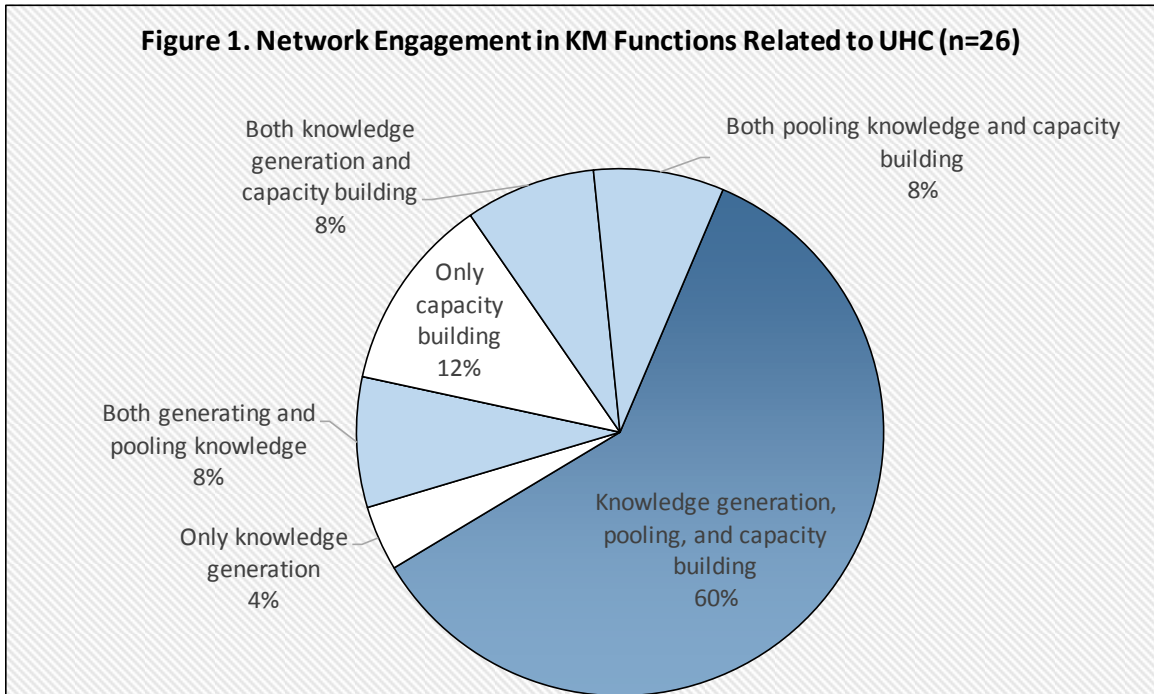 Figure 1. Network Engagement in KM Functions Related to UHC (n=26)
Both knowledge
generation and
capacity building
8%
Both pooling knowledge and capacity
building
8%
Only
capacity
building
12%
Both generating and
pooling knowledge
8%
Only knowledge
generation
4%
Knowledge generation,
pooling, and capacity
building
60%